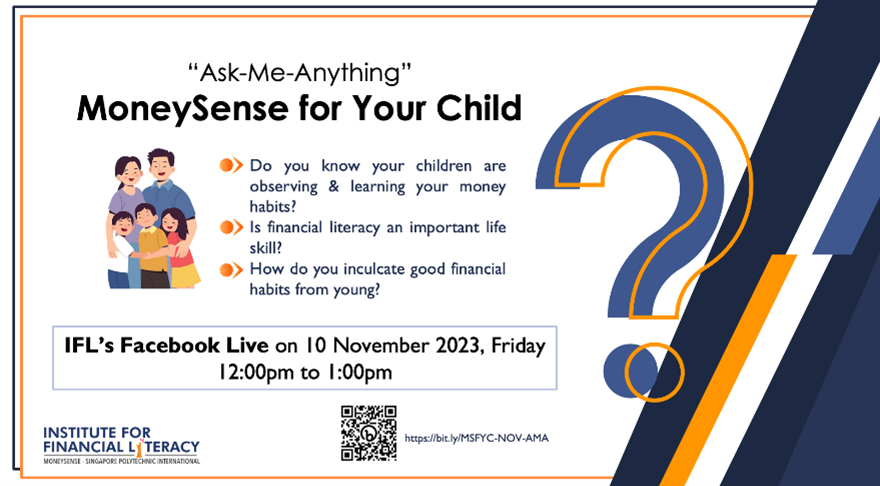 “Ask-Me-Anything”
MoneySense for Your Child
Do you know your children are
observing & learning your money
habits?
Is financial literacy an important life
skill?
How do you inculcate good financial
habits from young?
IFL’s Facebook Live on 10 November 2023, Friday
12:00pm to 1:00pm
INSTITUTE FOR
FINANCIAL LITERACY
MONEYSENSE - SINGAPORE POLYTECHNIC INTERNATIONAL
https://bit.ly/MSFYC-NOV-AMA